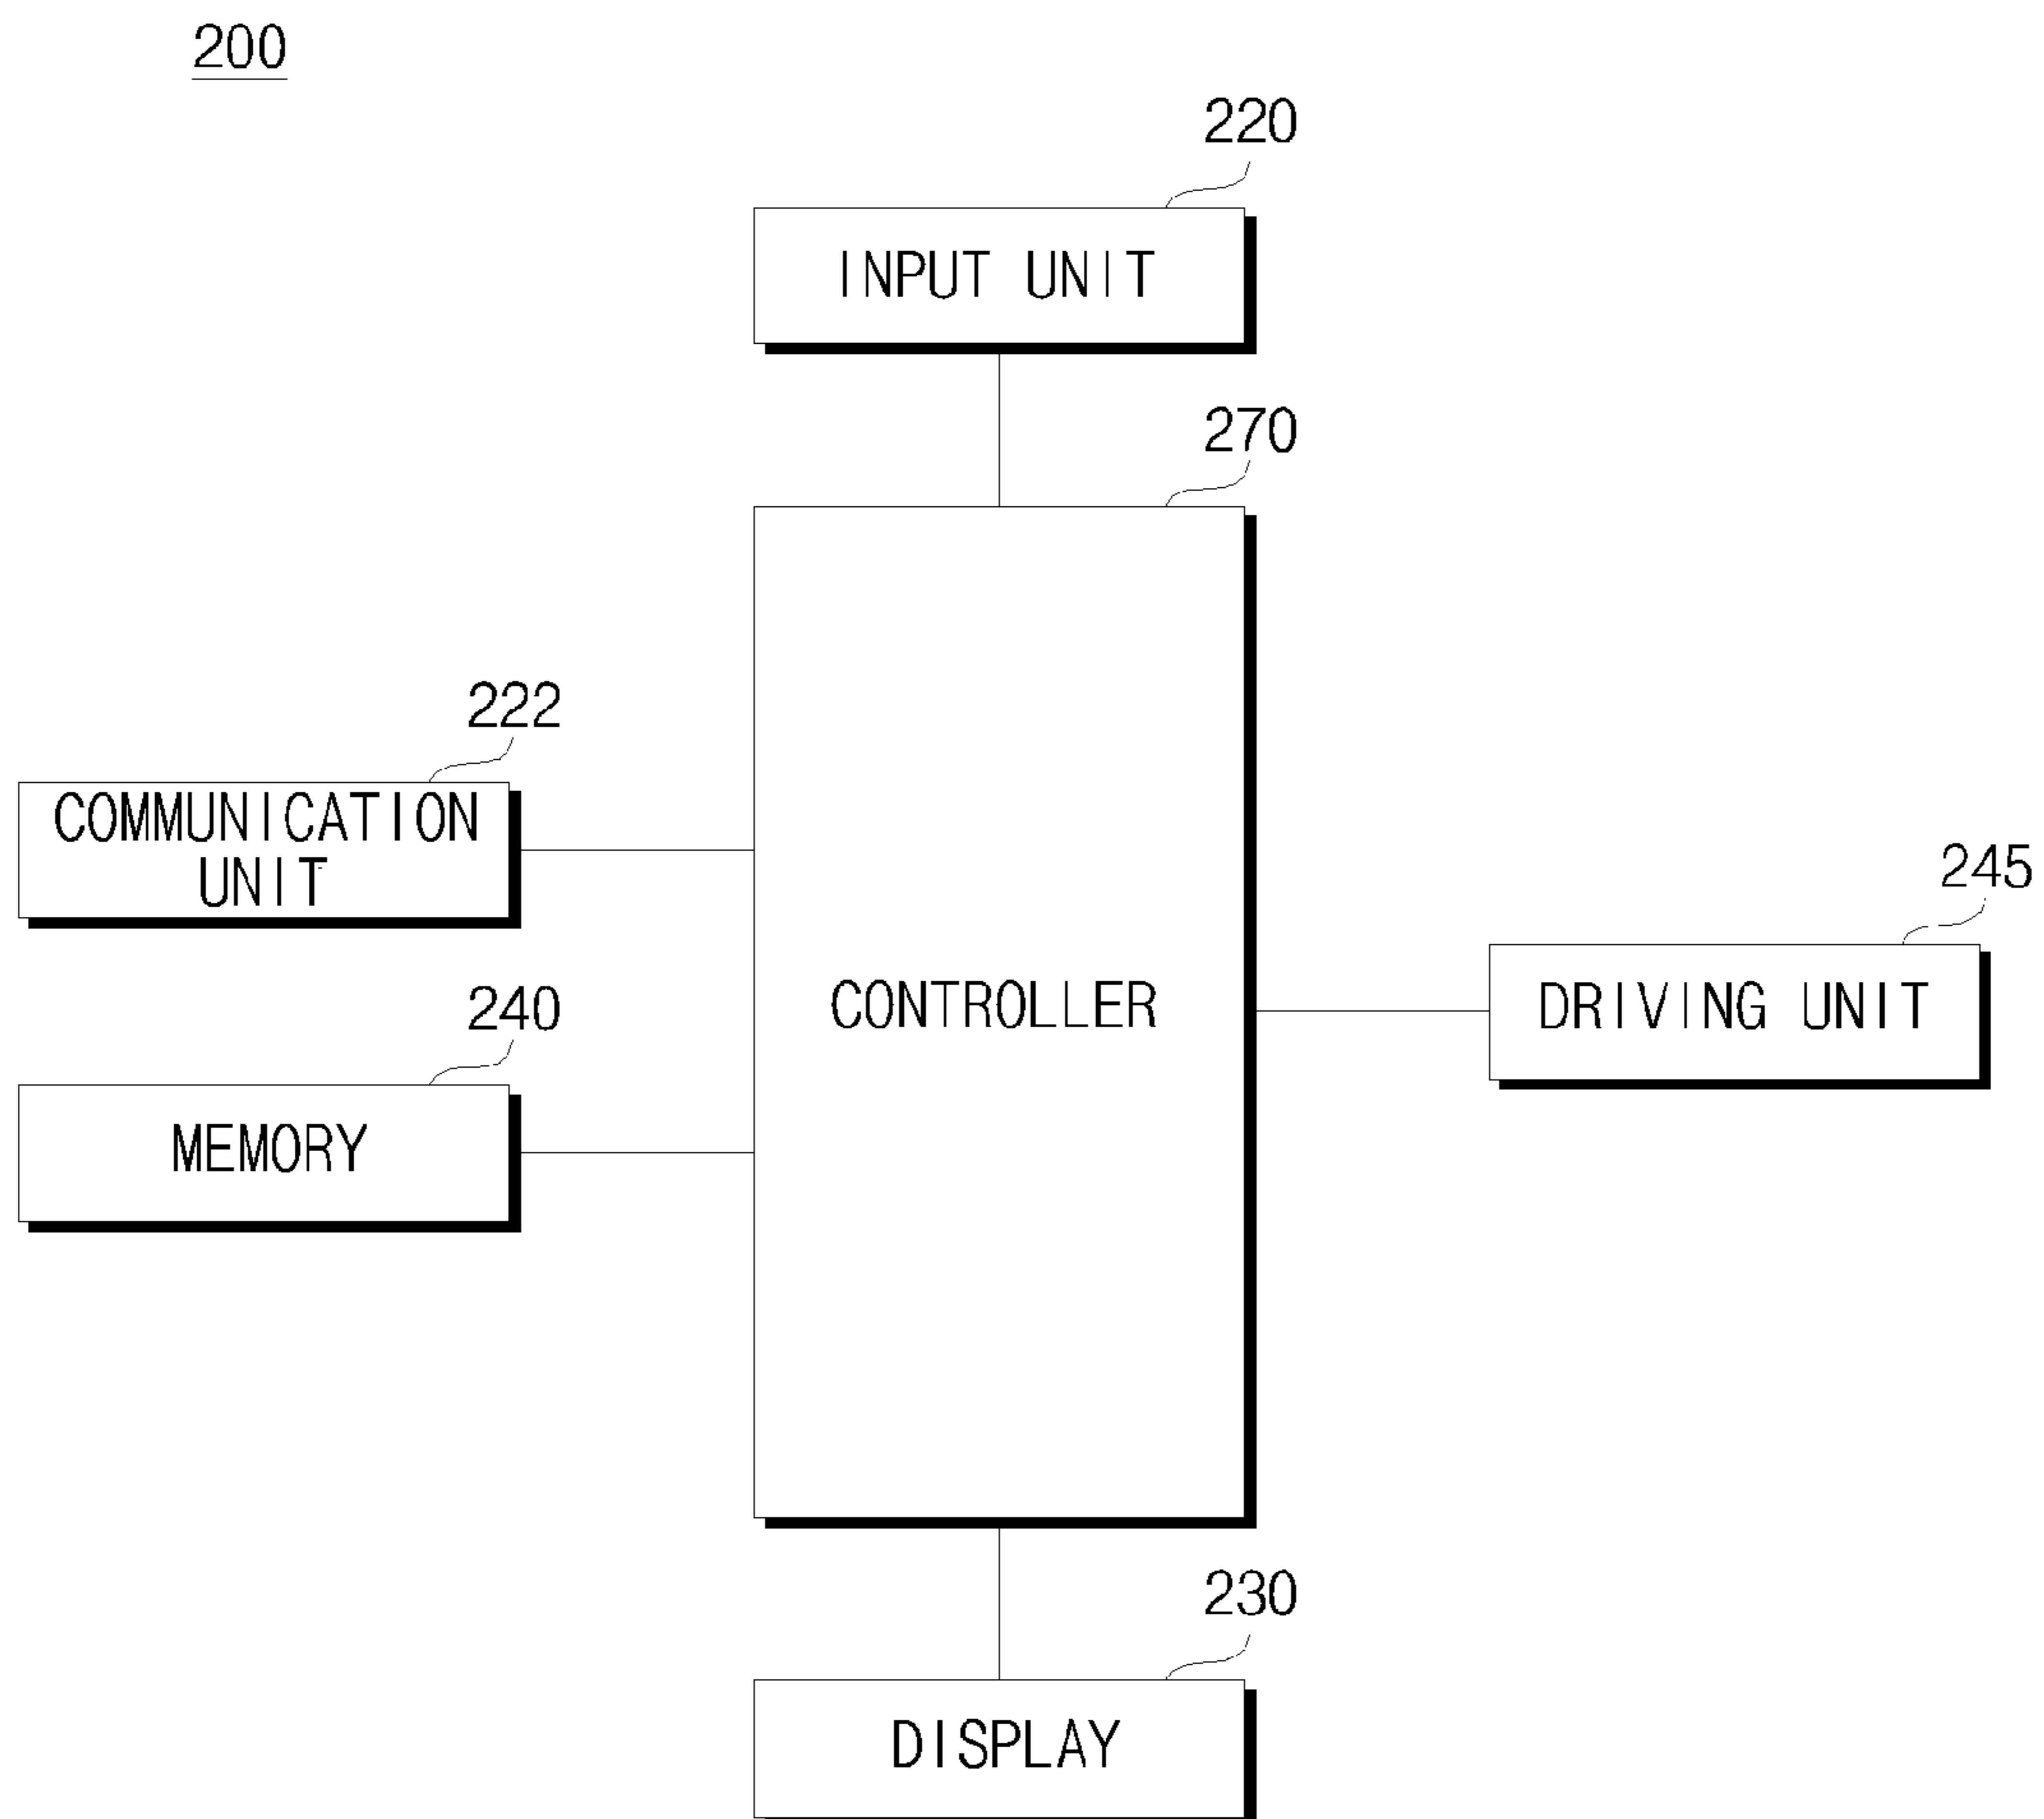 200
220
INPUT UNIT
270
222
COMMUNICATION
UNIT
245
CONTROLLER
DRIVING UNIT
240
MEMORY
230
DISPLAY